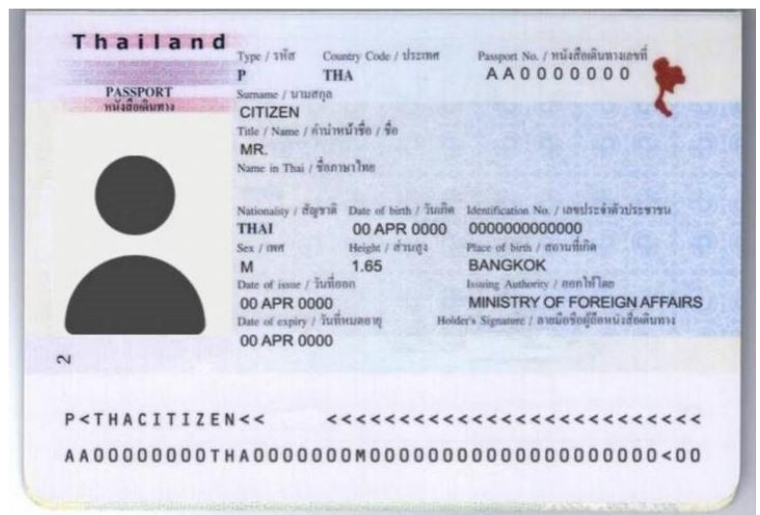 Thailand
Type / รหัส Country Code / ประเทศ Passport No. / หนังสือเดินทางเลขที่
P THA AA0000000
PASSPORT
หนังสือเดินทาง
Surname / นามสกุล
CITIZEN
Title / Name / คำนำหน้าชื่อ / ชื่อ
MR.
Name in Thai / ชื่อภาษาไทย
Nationality / สัญชาติ Date of birth / วันเกิด Identification No. / เลขประจำตัวประชาชน
THAI 00 APR 0000 0000000000000
Sex / เพศ Height / ส่วนสูง Place of birth / สถานที่เกิด
M 1.65 BANGKOK
Date of issue / วันที่ออก Issuing Authority / ออกให้โดย
00 APR 0000 MINISTRY OF FOREIGN AFFAIRS
Date of expiry / วันที่หมดอายุ Holder's Signature / ลายมือชื่อผู้ถือหนังสือเดินทาง
00 APR 0000
2
P<THACITIZEN<< <<<<<<<<<<<<<<<<<<<<<<<<<<
AA00000000THA0000000M00000000000000000000<00